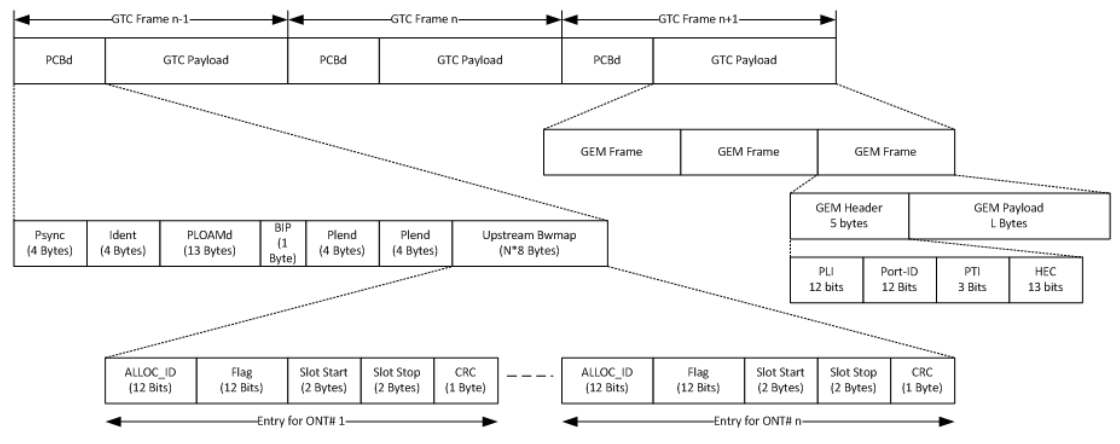 GTC Frame n-1
GTC Frame n
GTC Frame n+1
PCBd
GTC Payload
PCBd
GTC Payload
PCBd
GTC Payload
GEM Frame
GEM Frame
GEM Frame
GEM Header
5 bytes
GEM Payload
L Bytes
PLI
12 bits
Port-ID
12 Bits
PTI
3 Bits
HEC
13 bits
Psync
(4 Bytes)
Ident
(4 Bytes)
PLOAMd
(13 Bytes)
BIP
(1
Byte)
Plend
(4 Bytes)
Plend
(4 Bytes)
Upstream Bwmap
(N*8 Bytes)
ALLOC_ID
(12 Bits)
Flag
(12 Bits)
Slot Start
(2 Bytes)
Slot Stop
(2 Bytes)
CRC
(1 Byte)
ALLOC_ID
(12 Bits)
Flag
(12 Bits)
Slot Start
(2 Bytes)
Slot Stop
(2 Bytes)
CRC
(1 Byte)
Entry for ONT# 1
Entry for ONT# n